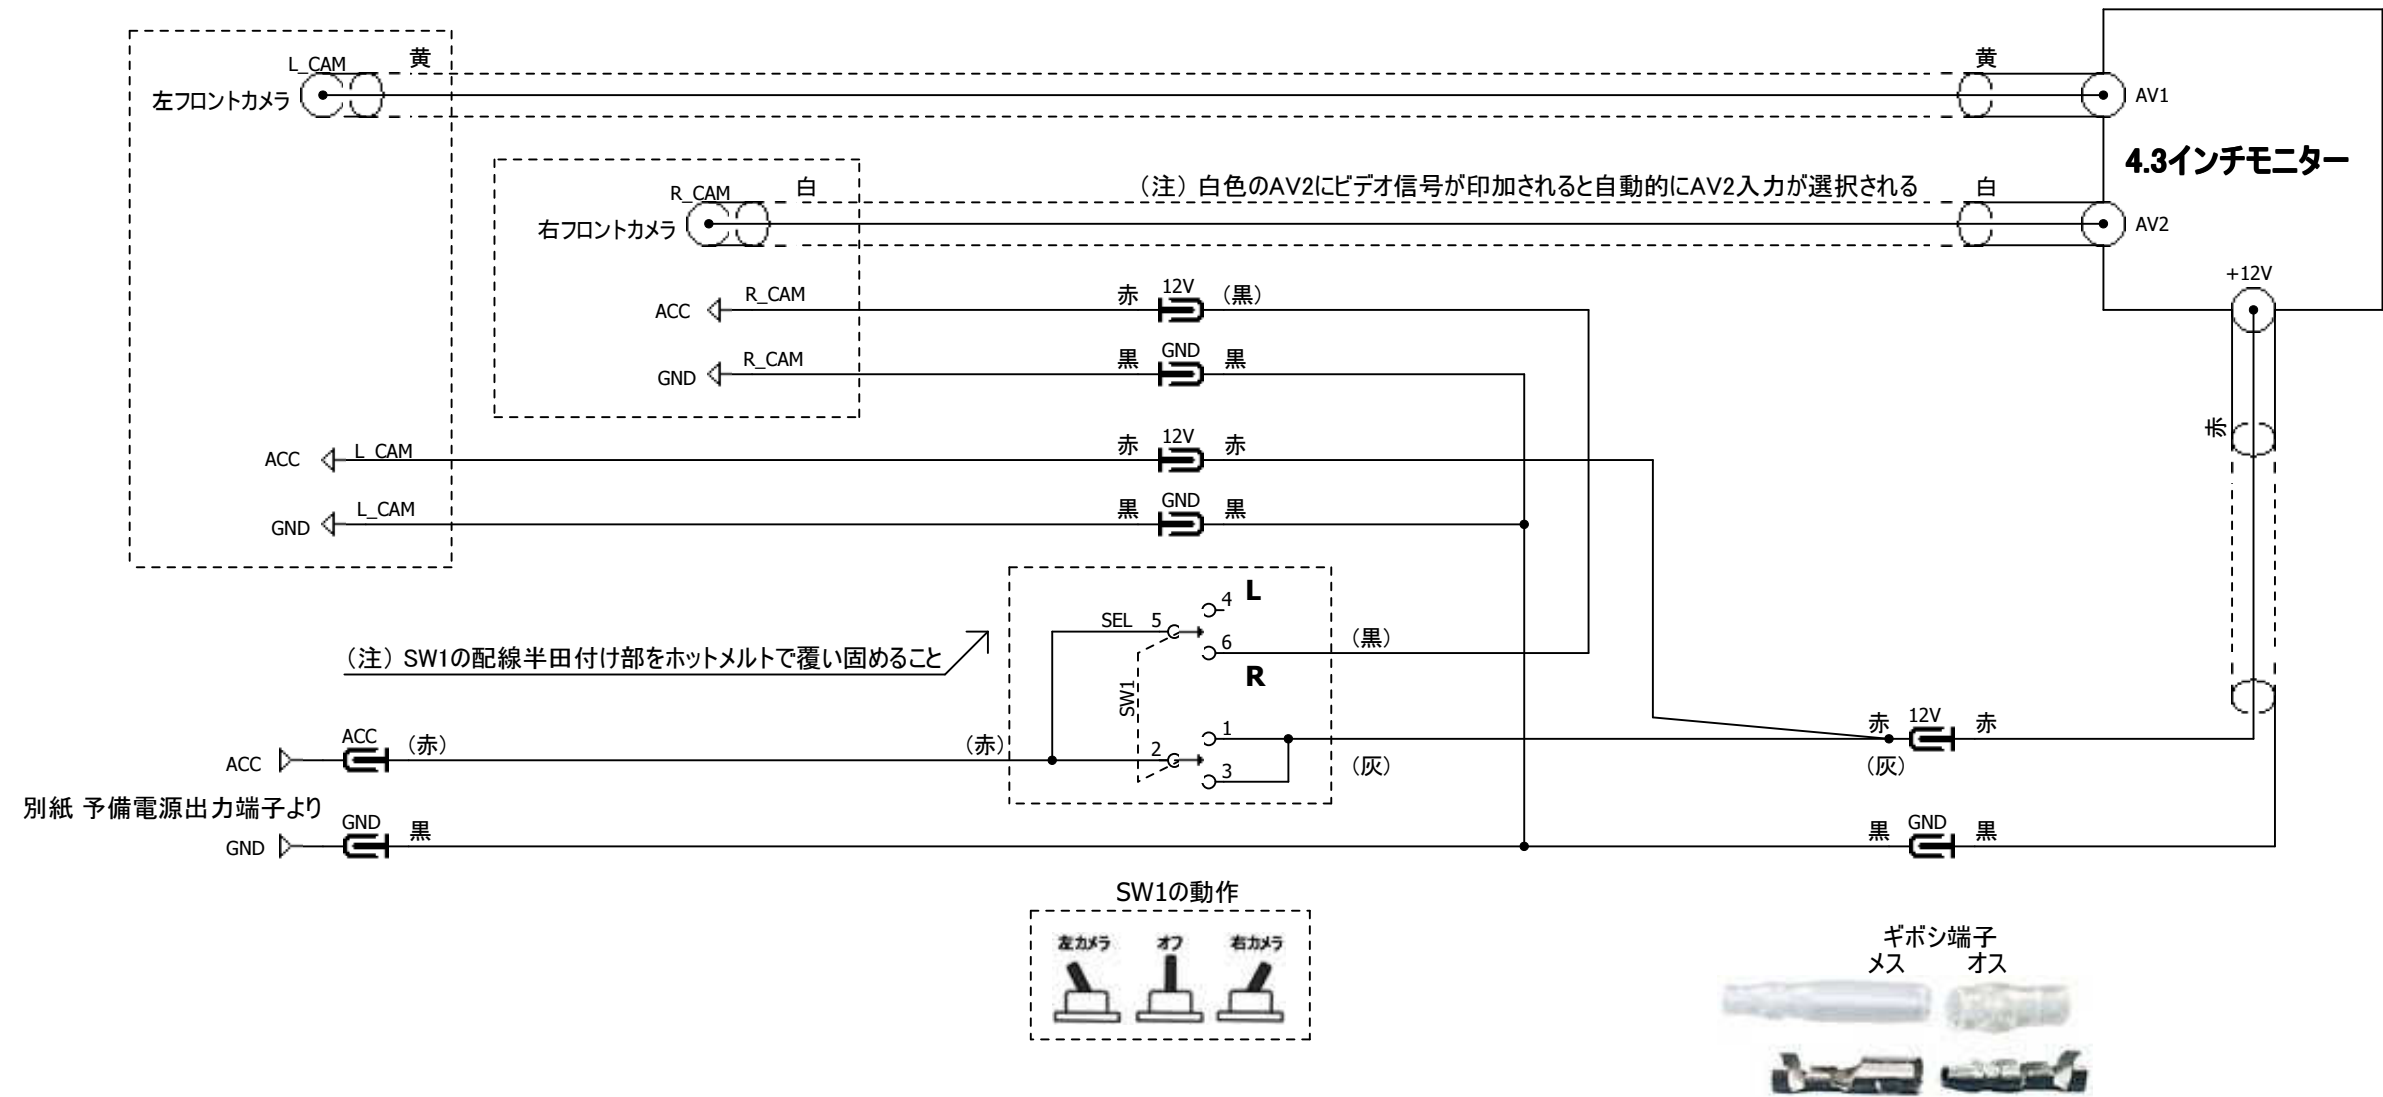 L_CAM
黄
黄
左フロントカメラ
AV1
4.3インチモニター
R_CAM
白
（注） 白色のAV2にビデオ信号が印加されると自動的にAV2入力が選択される
白
右フロントカメラ
AV2
+12V
ACC
R_CAM
赤
12V
（黒）
GND
R_CAM
黒
GND
黒
赤
ACC
L_CAM
赤
12V
赤
GND
L_CAM
黒
GND
黒
4
L
SEL
5
6
（黒）
R
（注） SW1の配線半田付け部をホットメルトで覆い固めること
SW1
ACC
ACC
（赤）
（赤）
2
1
3
（灰）
赤
12V
赤
（灰）
別紙 予備電源出力端子より
GND
GND
黒
黒
GND
黒
SW1の動作
左カメラ
オフ
右カメラ
ギボシ端子
メス
オス